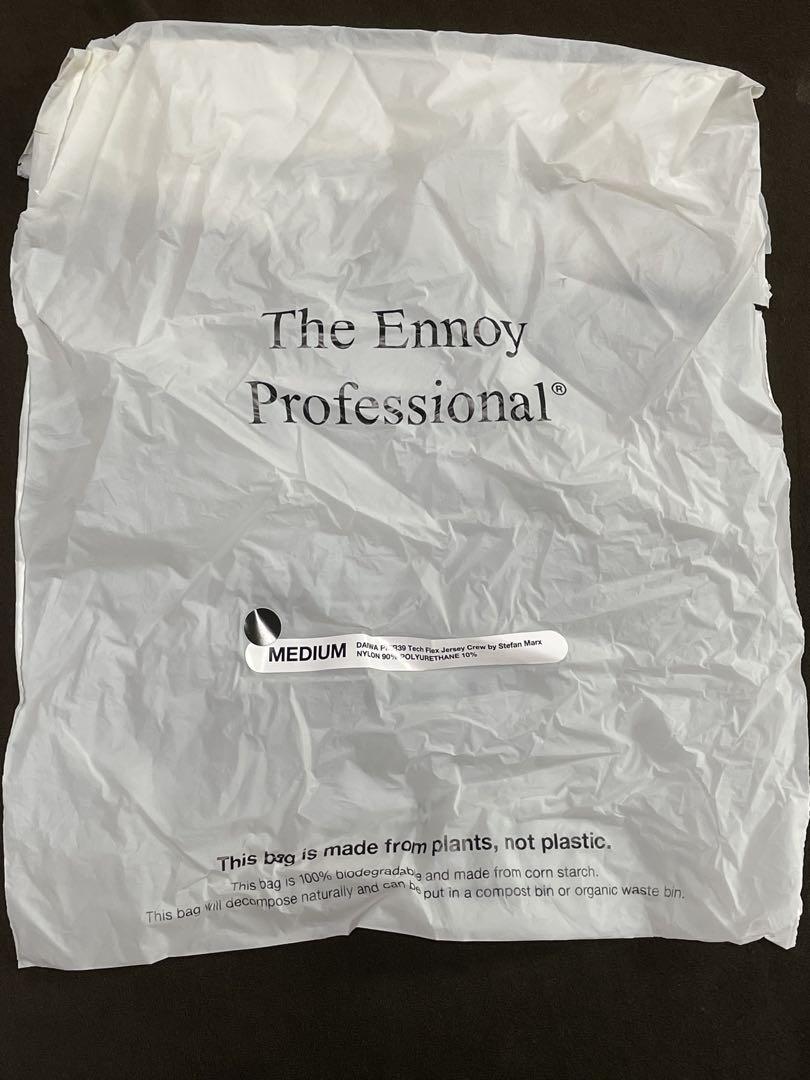 The Ennoy
Professional®
MEDIUM
DAIWA Tech Flex Jersey Crew by Stefan Marx
NYLON 90% POLYURETHANE 10%
This bag is made from plants, not plastic.
This bag is 100% biodegradable and made from corn starch.
This bag will decompose naturally and can be put in a compost bin or organic waste bin.